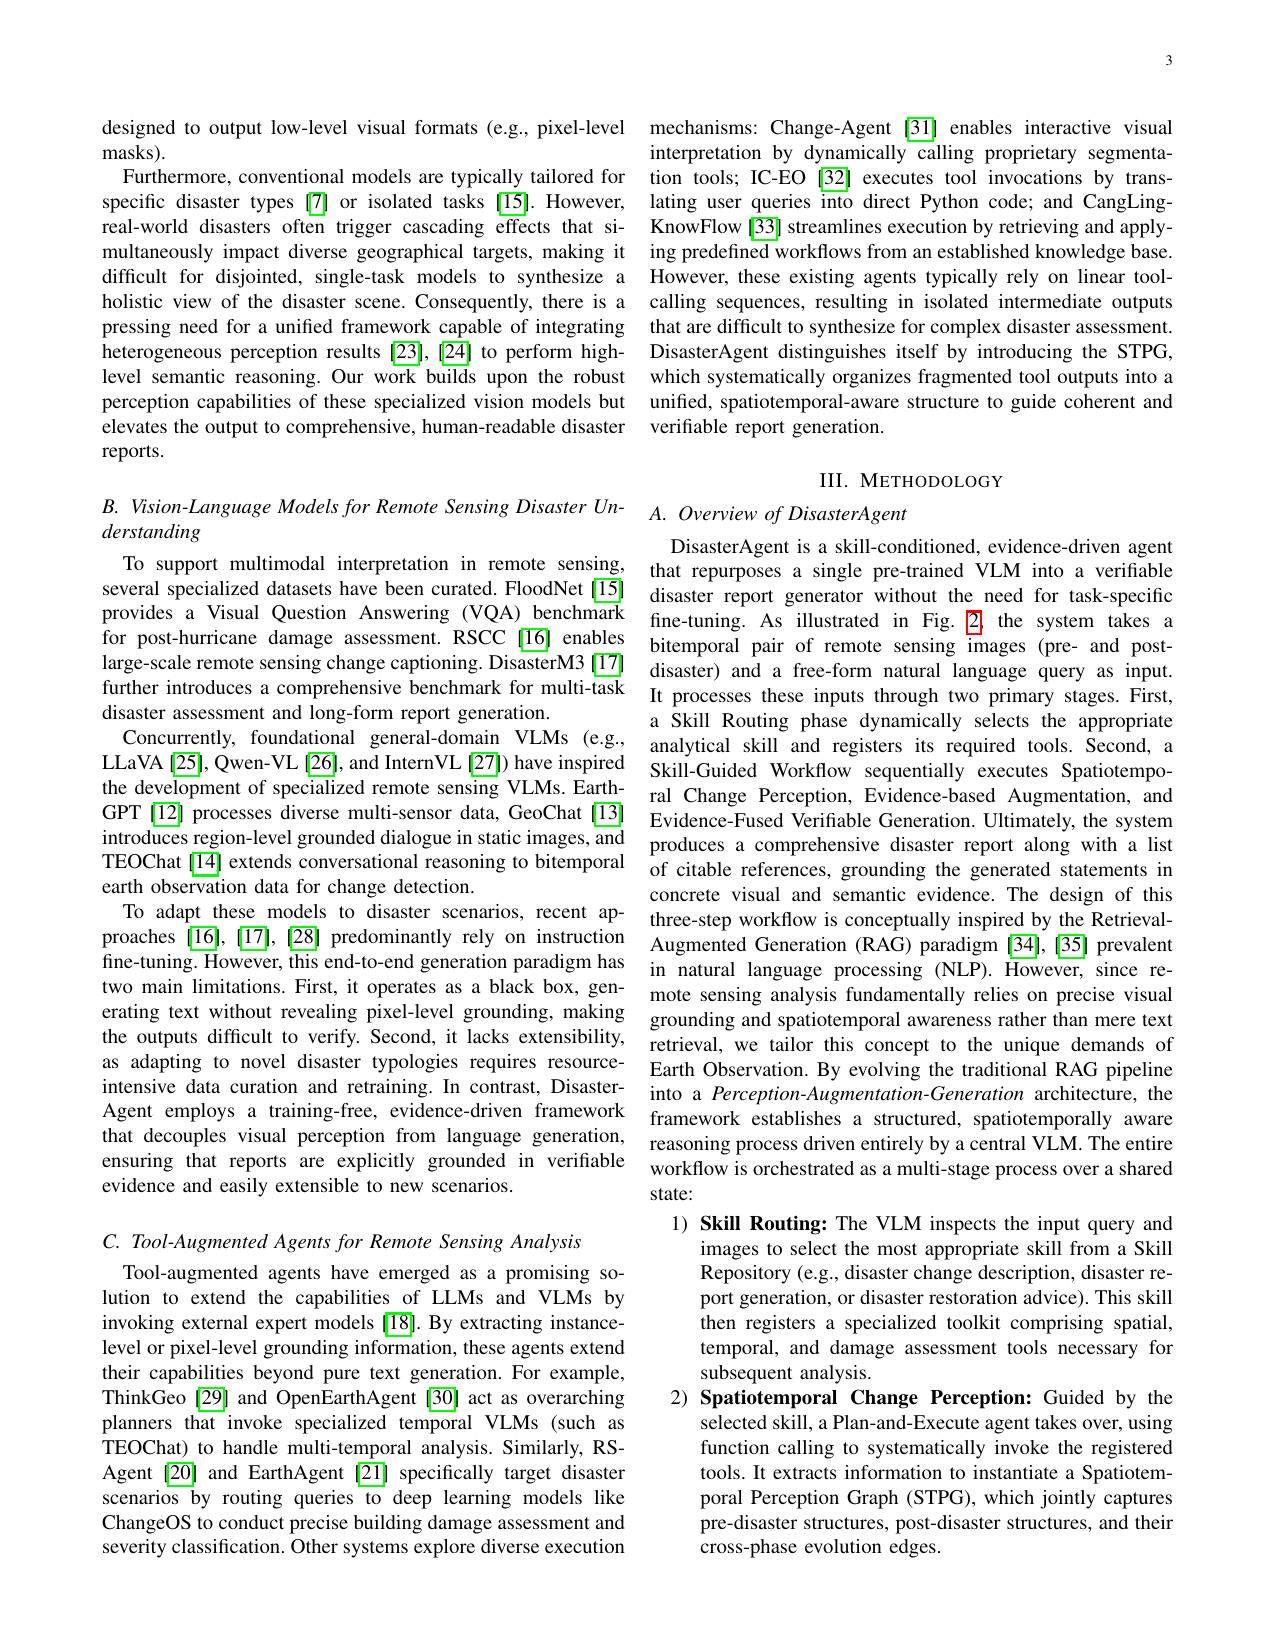 3
designed to output low-level visual formats (e.g., pixel-level
masks).
Furthermore, conventional models are typically tailored for
specific disaster types [7] or isolated tasks [15]. However,
real-world disasters often trigger cascading effects that si-
multaneously impact diverse geographical targets, making it
difficult for disjointed, single-task models to synthesize a
holistic view of the disaster scene. Consequently, there is a
pressing need for a unified framework capable of integrating
heterogeneous perception results [23], [24] to perform high-
level semantic reasoning. Our work builds upon the robust
perception capabilities of these specialized vision models but
elevates the output to comprehensive, human-readable disaster
reports.
B. Vision-Language Models for Remote Sensing Disaster Un-
derstanding
To support multimodal interpretation in remote sensing,
several specialized datasets have been curated. FloodNet [15]
provides a Visual Question Answering (VQA) benchmark
for post-hurricane damage assessment. RSCC [16] enables
large-scale remote sensing change captioning. DisasterM3 [17]
further introduces a comprehensive benchmark for multi-task
disaster assessment and long-form report generation.
Concurrently, foundational general-domain VLMs (e.g.,
LLaVA [25], Qwen-VL [26], and InternVL [27]) have inspired
the development of specialized remote sensing VLMs. Earth-
GPT [12] processes diverse multi-sensor data, GeoChat [13]
introduces region-level grounded dialogue in static images, and
TEOChat [14] extends conversational reasoning to bitemporal
earth observation data for change detection.
To adapt these models to disaster scenarios, recent ap-
proaches [16], [17], [28] predominantly rely on instruction
fine-tuning. However, this end-to-end generation paradigm has
two main limitations. First, it operates as a black box, gen-
erating text without revealing pixel-level grounding, making
the outputs difficult to verify. Second, it lacks extensibility,
as adapting to novel disaster typologies requires resource-
intensive data curation and retraining. In contrast, Disaster-
Agent employs a training-free, evidence-driven framework
that decouples visual perception from language generation,
ensuring that reports are explicitly grounded in verifiable
evidence and easily extensible to new scenarios.
C. Tool-Augmented Agents for Remote Sensing Analysis
Tool-augmented agents have emerged as a promising so-
lution to extend the capabilities of LLMs and VLMs by
invoking external expert models [18]. By extracting instance-
level or pixel-level grounding information, these agents extend
their capabilities beyond pure text generation. For example,
ThinkGeo [29] and OpenEarthAgent [30] act as overarching
planners that invoke specialized temporal VLMs (such as
TEOChat) to handle multi-temporal analysis. Similarly, RS-
Agent [20] and EarthAgent [21] specifically target disaster
scenarios by routing queries to deep learning models like
ChangeOS to conduct precise building damage assessment and
severity classification. Other systems explore diverse execution
mechanisms: Change-Agent [31] enables interactive visual
interpretation by dynamically calling proprietary segmenta-
tion tools; IC-EO [32] executes tool invocations by trans-
lating user queries into direct Python code; and CangLing-
KnowFlow [33] streamlines execution by retrieving and apply-
ing predefined workflows from an established knowledge base.
However, these existing agents typically rely on linear tool-
calling sequences, resulting in isolated intermediate outputs
that are difficult to synthesize for complex disaster assessment.
DisasterAgent distinguishes itself by introducing the STPG,
which systematically organizes fragmented tool outputs into a
unified, spatiotemporal-aware structure to guide coherent and
verifiable report generation.
III. METHODOLOGY
A. Overview of DisasterAgent
DisasterAgent is a skill-conditioned, evidence-driven agent
that repurposes a single pre-trained VLM into a verifiable
disaster report generator without the need for task-specific
fine-tuning. As illustrated in Fig. 2, the system takes a
bitemporal pair of remote sensing images (pre- and post-
disaster) and a free-form natural language query as input.
It processes these inputs through two primary stages. First,
a Skill Routing phase dynamically selects the appropriate
analytical skill and registers its required tools. Second, a
Skill-Guided Workflow sequentially executes Spatiotempo-
ral Change Perception, Evidence-based Augmentation, and
Evidence-Fused Verifiable Generation. Ultimately, the system
produces a comprehensive disaster report along with a list
of citable references, grounding the generated statements in
concrete visual and semantic evidence. The design of this
three-step workflow is conceptually inspired by the Retrieval-
Augmented Generation (RAG) paradigm [34], [35] prevalent
in natural language processing (NLP). However, since re-
mote sensing analysis fundamentally relies on precise visual
grounding and spatiotemporal awareness rather than mere text
retrieval, we tailor this concept to the unique demands of
Earth Observation. By evolving the traditional RAG pipeline
into a Perception-Augmentation-Generation architecture, the
framework establishes a structured, spatiotemporally aware
reasoning process driven entirely by a central VLM. The entire
workflow is orchestrated as a multi-stage process over a shared
state:
1) Skill Routing: The VLM inspects the input query and
images to select the most appropriate skill from a Skill
Repository (e.g., disaster change description, disaster re-
port generation, or disaster restoration advice). This skill
then registers a specialized toolkit comprising spatial,
temporal, and damage assessment tools necessary for
subsequent analysis.
2) Spatiotemporal Change Perception: Guided by the
selected skill, a Plan-and-Execute agent takes over, using
function calling to systematically invoke the registered
tools. It extracts information to instantiate a Spatiotem-
poral Perception Graph (STPG), which jointly captures
pre-disaster structures, post-disaster structures, and their
cross-phase evolution edges.